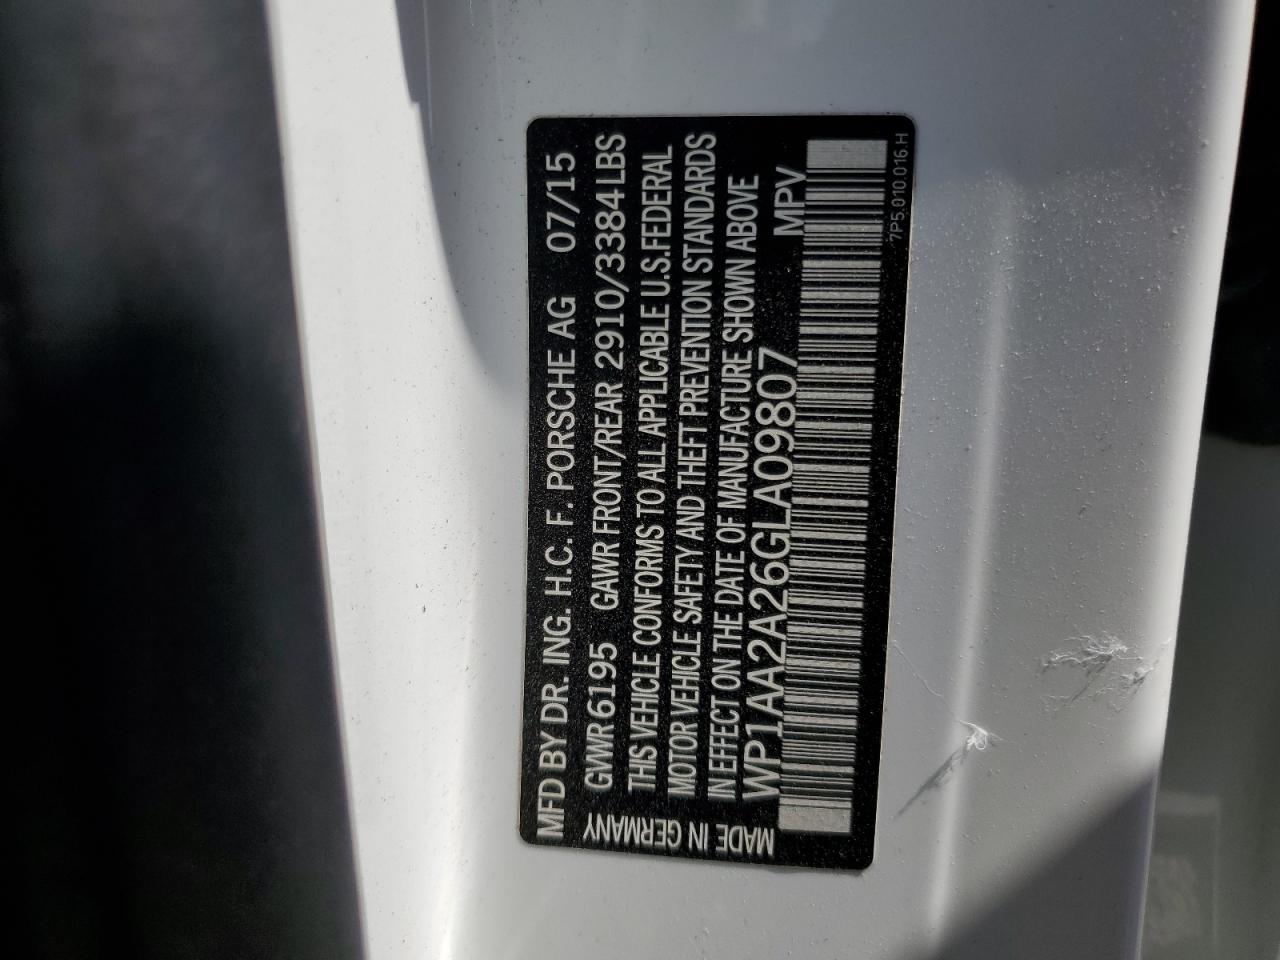 MFD BY DR. ING. H.C. F. PORSCHE AG 07/15
GVWR 6195 GAWR FRONT/REAR 2910/3384 LBS
THIS VEHICLE CONFORMS TO ALL APPLICABLE U.S. FEDERAL
MOTOR VEHICLE SAFETY AND THEFT PREVENTION STANDARDS
IN EFFECT ON THE DATE OF MANUFACTURE SHOWN ABOVE
WP1AA2A26GLA09807 MPV
MADE IN GERMANY
7P5.010.016.H